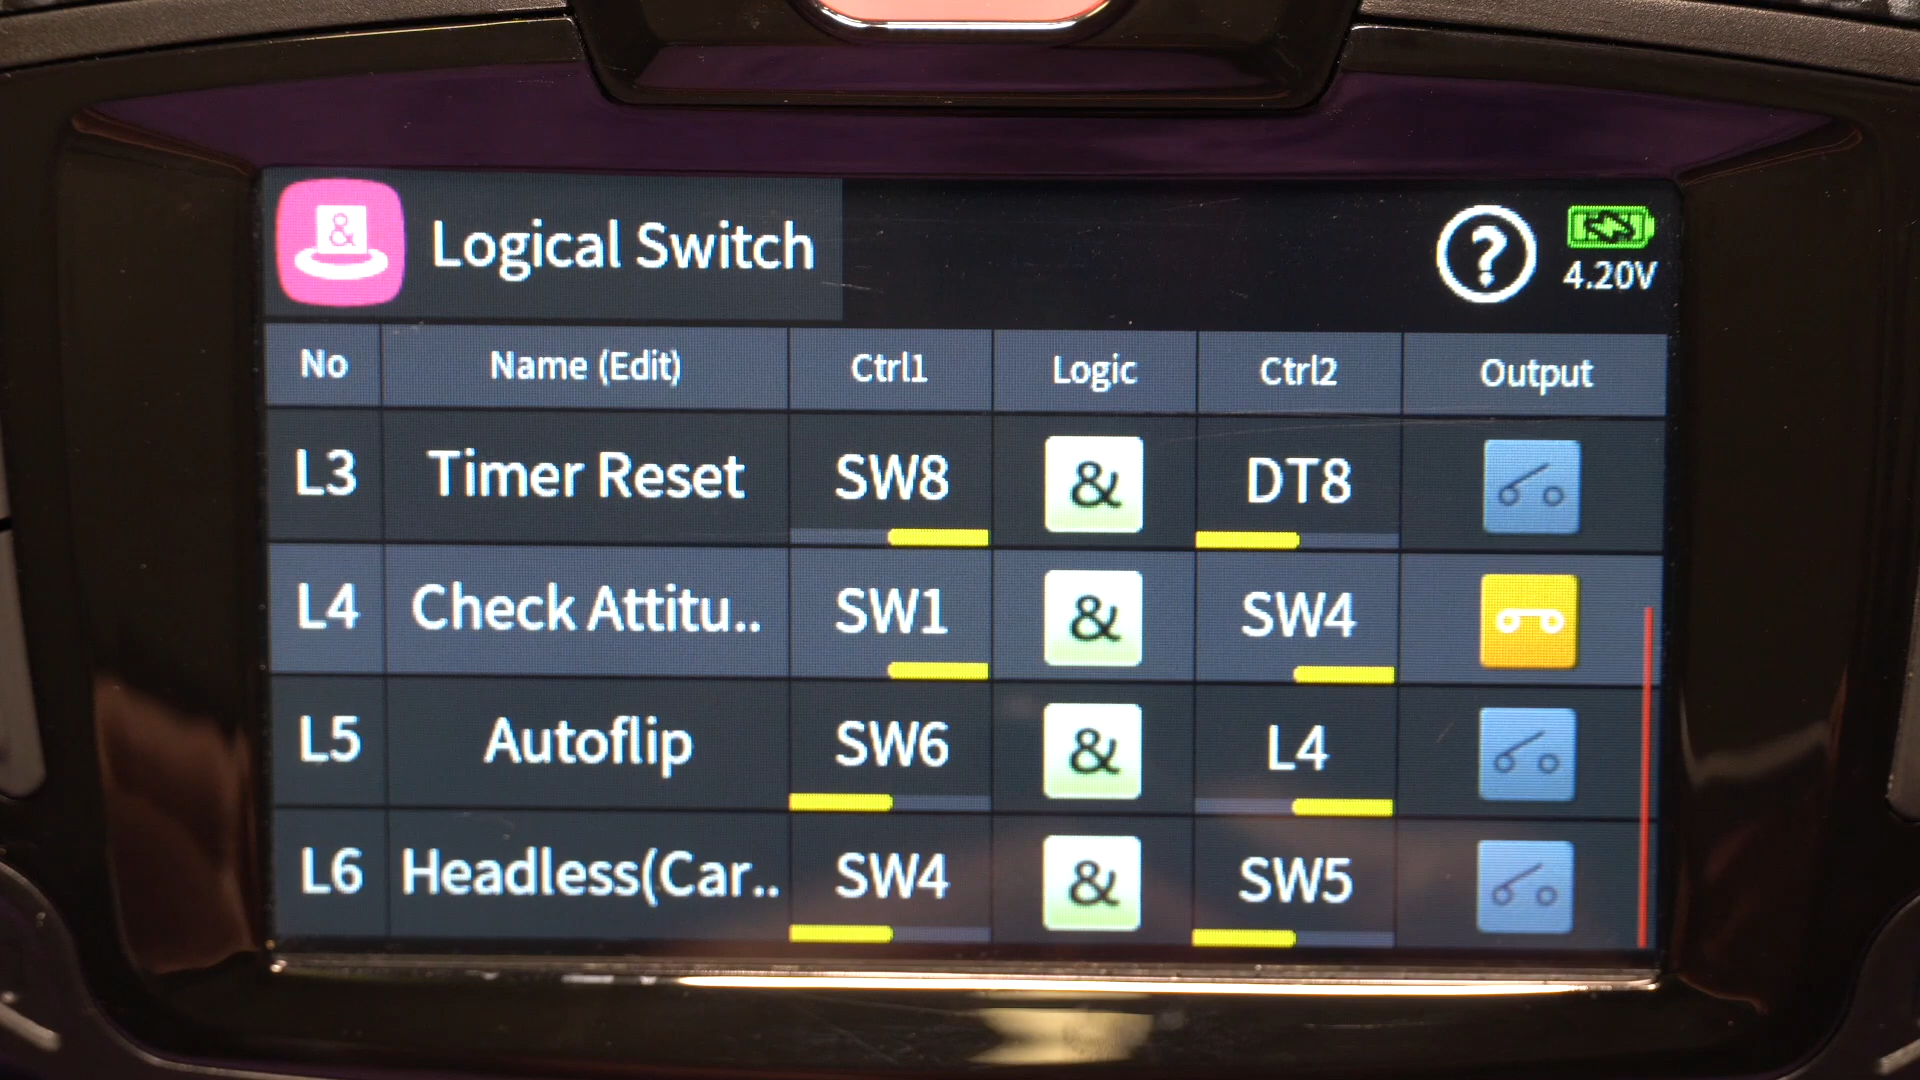 & Logical Switch ? 4.20V
No Name (Edit) Ctrl1 Logic Ctrl2 Output
L3 Timer Reset SW8 & DT8
L4 Check Attitu.. SW1 & SW4
L5 Autoflip SW6 & L4
L6 Headless(Car.. SW4 & SW5